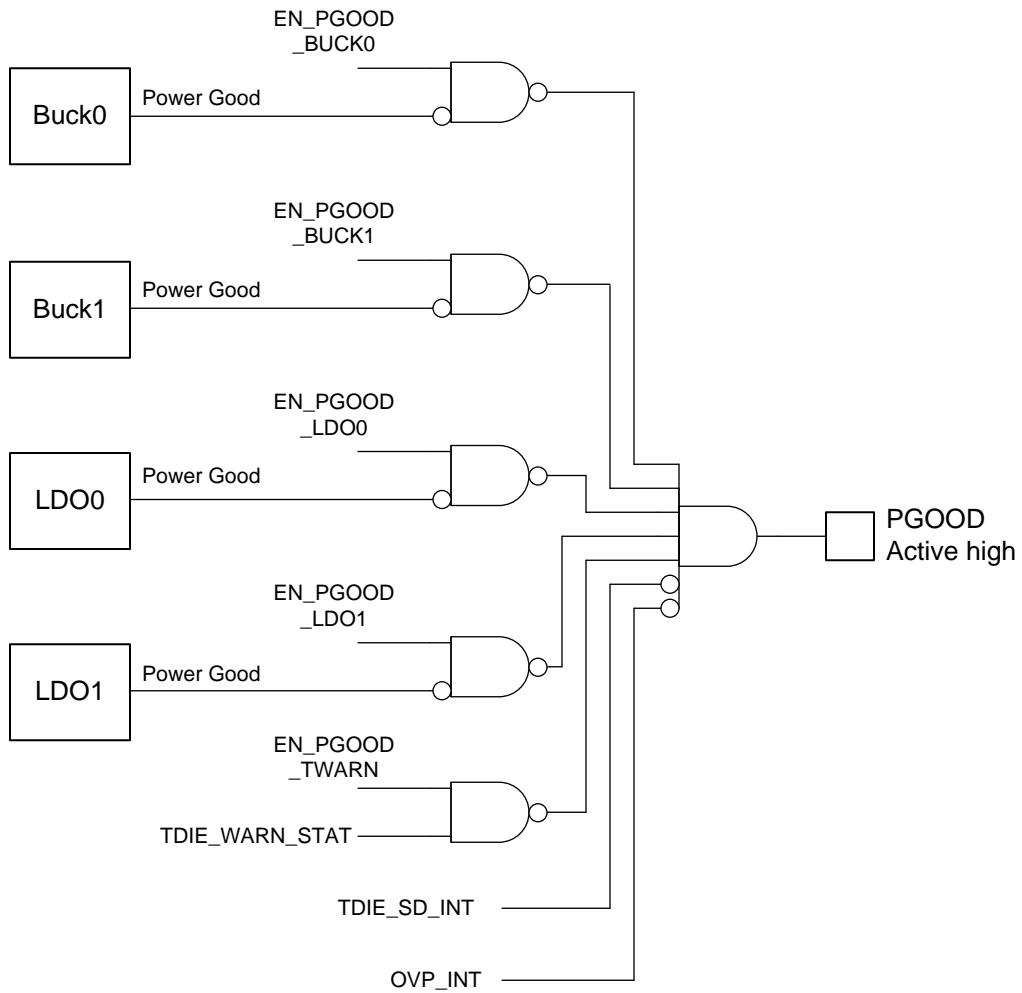 EN_PGOOD
_BUCK0
Buck0
Power Good
EN_PGOOD
_BUCK1
Buck1
Power Good
EN_PGOOD
_LDO0
LDO0
Power Good
PGOOD
Active high
EN_PGOOD
_LDO1
LDO1
Power Good
EN_PGOOD
_TWARN
TDIE_WARN_STAT
TDIE_SD_INT
OVP_INT